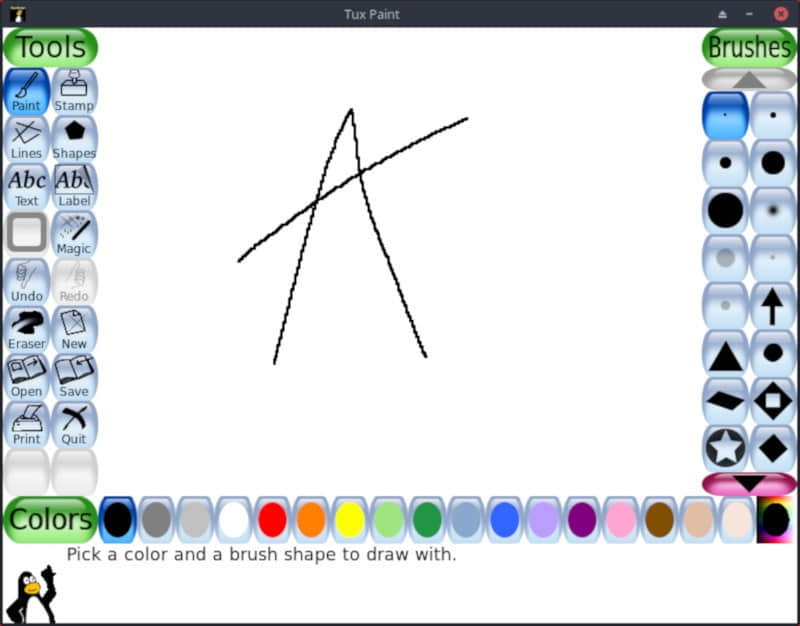 Tux Paint
Tools
Brushes
Paint Stamp
Lines Shapes
Abc Abc
Text Label
Magic
Undo Redo
Eraser New
Open Save
Print Quit
A
Colors
Pick a color and a brush shape to draw with.